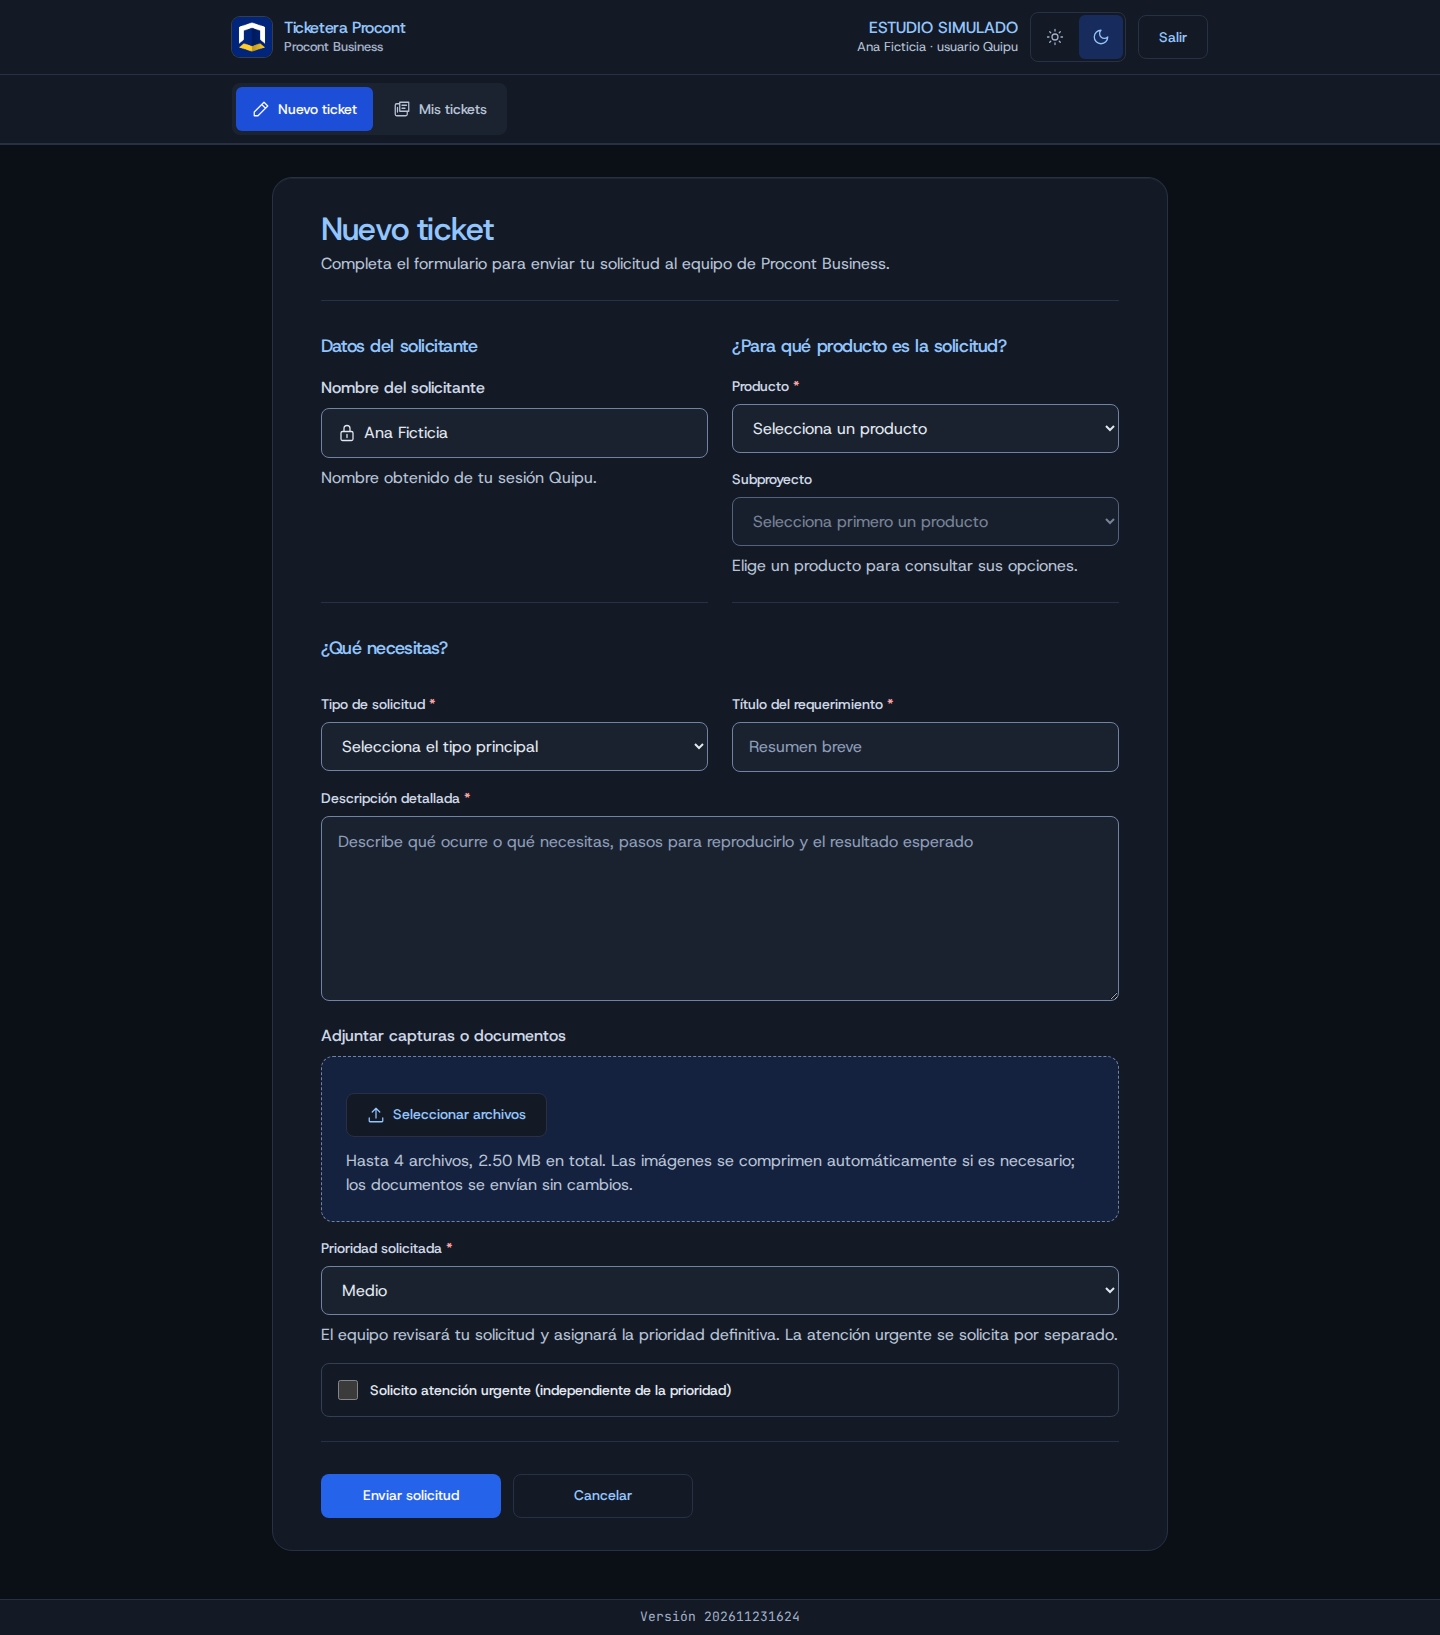 Ticketera Procont
Procont Business
ESTUDIO SIMULADO
Ana Ficticia · usuario Quipu
Salir
Nuevo ticket
Mis tickets
Nuevo ticket
Completa el formulario para enviar tu solicitud al equipo de Procont Business.
Datos del solicitante
Nombre del solicitante
Ana Ficticia
Nombre obtenido de tu sesión Quipu.
¿Para qué producto es la solicitud?
Producto *
Selecciona un producto
Subproyecto
Selecciona primero un producto
Elige un producto para consultar sus opciones.
¿Qué necesitas?
Tipo de solicitud *
Selecciona el tipo principal
Título del requerimiento *
Resumen breve
Descripción detallada *
Describe qué ocurre o qué necesitas, pasos para reproducirlo y el resultado esperado
Adjuntar capturas o documentos
Seleccionar archivos
Hasta 4 archivos, 2.50 MB en total. Las imágenes se comprimen automáticamente si es necesario;
los documentos se envían sin cambios.
Prioridad solicitada *
Medio
El equipo revisará tu solicitud y asignará la prioridad definitiva. La atención urgente se solicita por separado.
Solicito atención urgente (independiente de la prioridad)
Enviar solicitud
Cancelar
Versión 202611231624